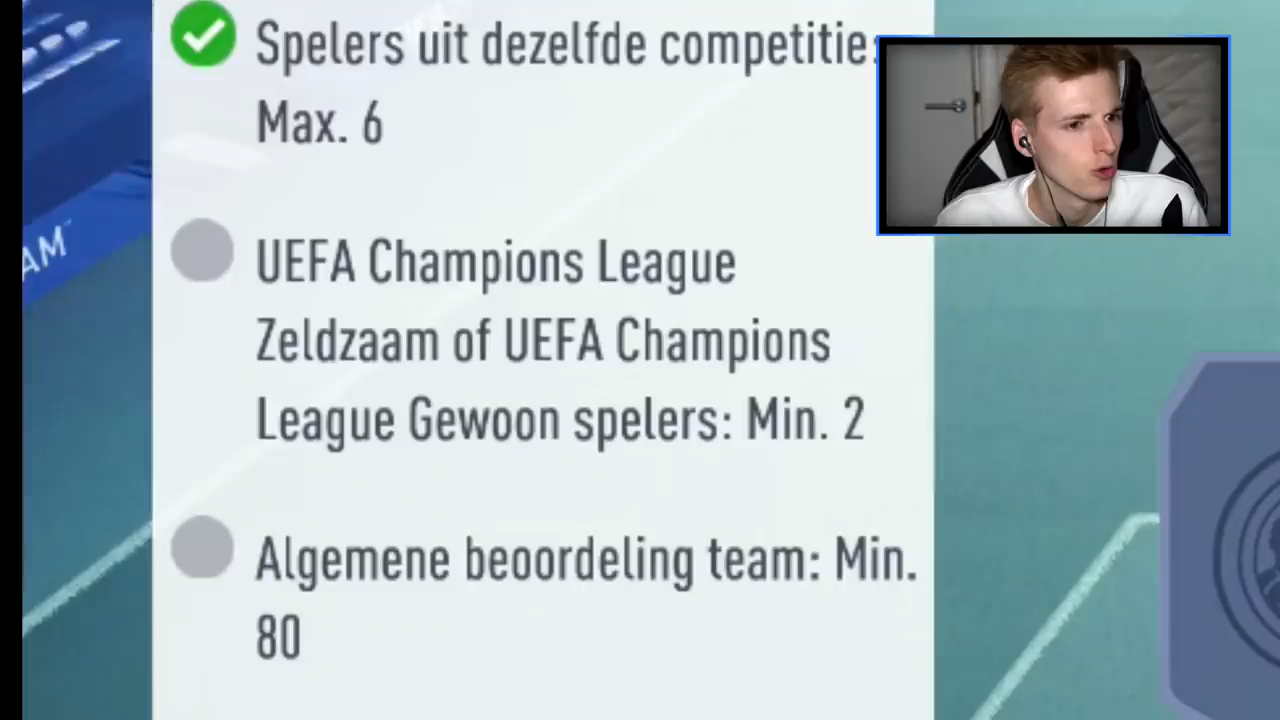 Spelers uit dezelfde competitie:
Max. 6
AM
UEFA Champions League
Zeldzaam of UEFA Champions
League Gewoon spelers: Min. 2
Algemene beoordeling team: Min.
80